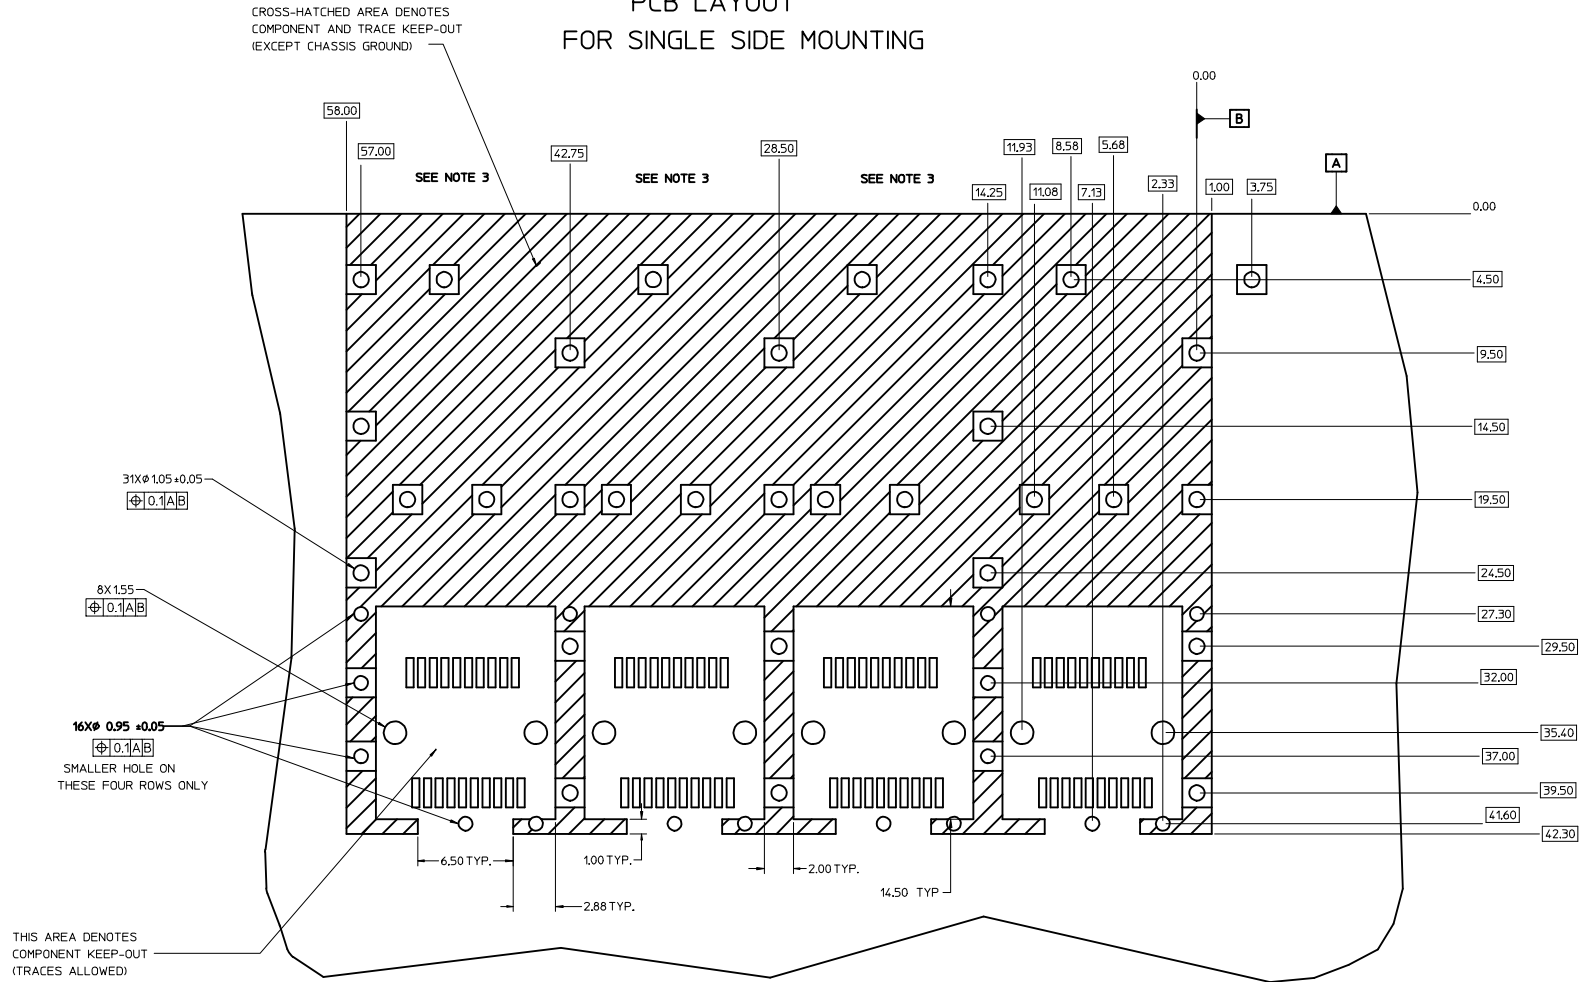 PCB LAYOUT
FOR SINGLE SIDE MOUNTING
CROSS-HATCHED AREA DENOTES
COMPONENT AND TRACE KEEP-OUT
(EXCEPT CHASSIS GROUND)
0.00
58.00
B
57.00
42.75
28.50
11.93
8.58
5.68
A
SEE NOTE 3
SEE NOTE 3
SEE NOTE 3
14.25
11.08
7.13
2.33
1.00
3.75
0.00
4.50
9.50
14.50
31X⌀1.05 ±0.05
⌖ 0.1 A B
19.50
24.50
8X 1.55
⌖ 0.1 A B
27.30
29.50
32.00
16X⌀ 0.95 ±0.05
⌖ 0.1 A B
SMALLER HOLE ON
THESE FOUR ROWS ONLY
35.40
37.00
39.50
41.60
42.30
6.50 TYP.
1.00 TYP.
2.00 TYP.
14.50 TYP
2.88 TYP.
THIS AREA DENOTES
COMPONENT KEEP-OUT
(TRACES ALLOWED)